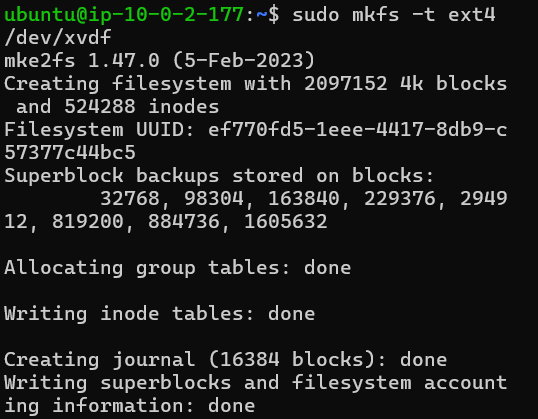 ubuntu@ip-10-0-2-177:~$ sudo mkfs -t ext4
/dev/xvdf
mke2fs 1.47.0 (5-Feb-2023)
Creating filesystem with 2097152 4k blocks
 and 524288 inodes
Filesystem UUID: ef770fd5-1eee-4417-8db9-c
57377c44bc5
Superblock backups stored on blocks:
        32768, 98304, 163840, 229376, 2949
12, 819200, 884736, 1605632

Allocating group tables: done

Writing inode tables: done

Creating journal (16384 blocks): done
Writing superblocks and filesystem account
ing information: done